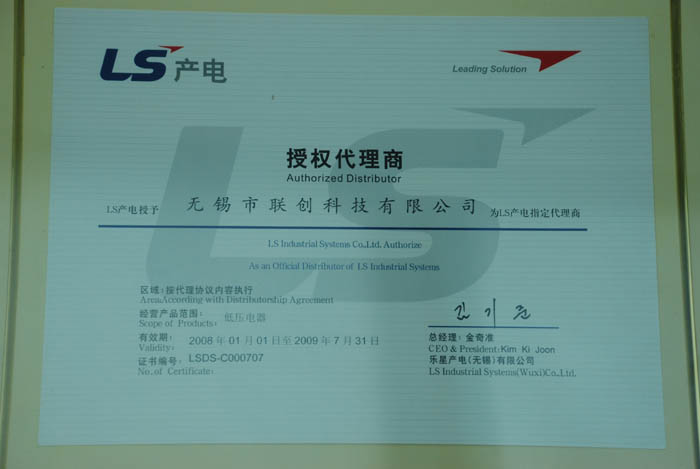 LS产电
Leading Solution
LS
授权代理商
Authorized Distributor
LS产电授予 无锡市联创科技有限公司 为LS产电指定代理商
LS Industrial Systems Co.Ltd. Authorize
As an Official Distributor of LS Industrial Systems
区域:按代理协议内容执行
Area:According with Distributorship Agreement
经营产品范围: 低压电器
Scope of Products:
有效期: 2008年01月01日至2009年7月31日
Validity:
证书编号: LSDS-C000707
No.of Certificate:
김기준
总经理: 金奇准
CEO & President:Kim Ki Joon
乐星产电(无锡)有限公司
LS Industrial Systems(Wuxi)Co.,Ltd.